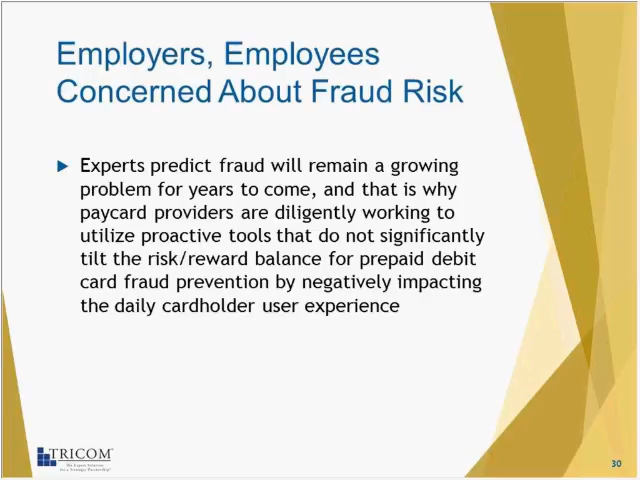 Employers, Employees
Concerned About Fraud Risk
Experts predict fraud will remain a growing
problem for years to come, and that is why
paycard providers are diligently working to
utilize proactive tools that do not significantly
tilt the risk/reward balance for prepaid debit
card fraud prevention by negatively impacting
the daily cardholder user experience
TRICOM
30